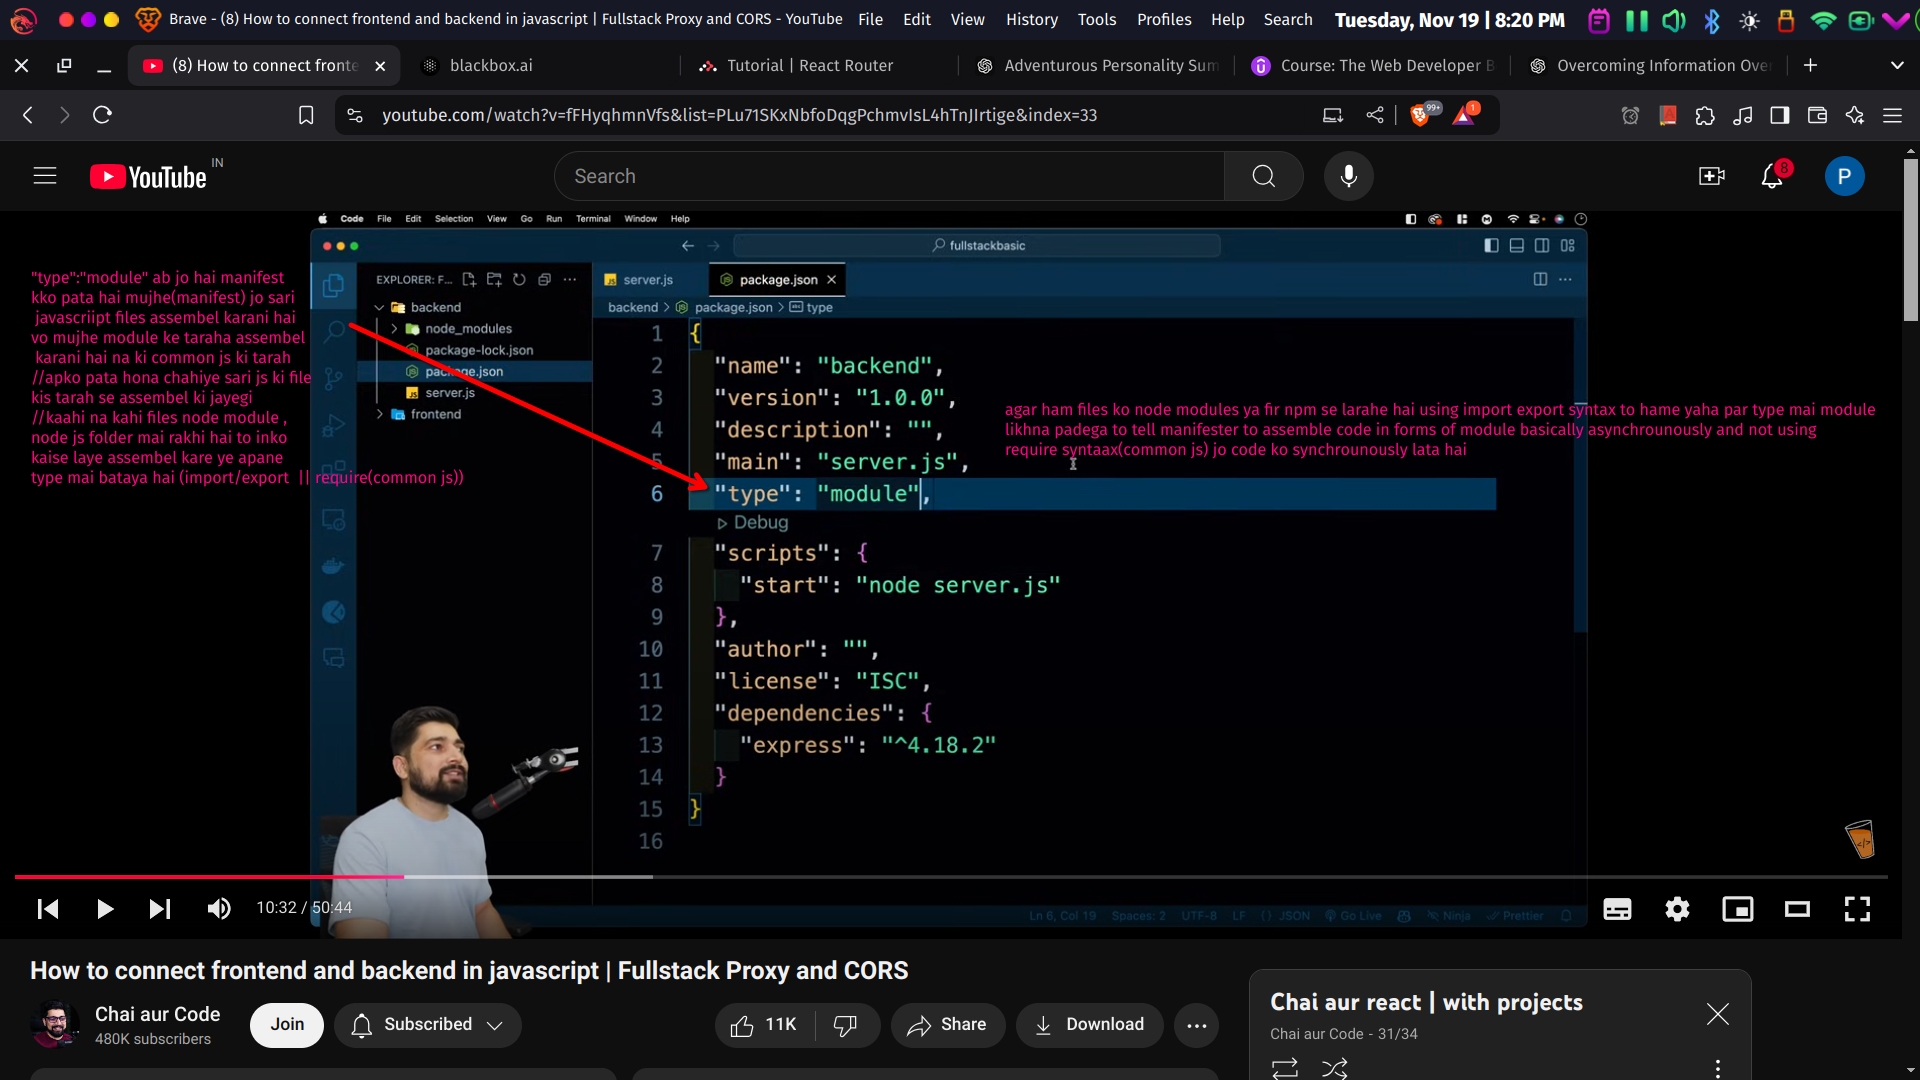 Brave - (8) How to connect frontend and backend in javascript | Fullstack Proxy and CORS - YouTube File Edit View History Tools Profiles Help Search Tuesday, Nov 19 | 8:20 PM
(8) How to connect fronte
blackbox.ai
Tutorial | React Router
Adventurous Personality Sum
Course: The Web Developer B
Overcoming Information Over
youtube.com/watch?v=fFHyqhmnVfs&list=PLu71SKxNbfoDqgPchmvIsL4hTnJIrtige&index=33
99+
1
YouTube IN
Search
8
P
Code File Edit Selection View Go Run Terminal Window Help
fullstackbasic
"type":"module" ab jo hai manifest
kko pata hai mujhe(manifest) jo sari
javascriipt files assembel karani hai
vo mujhe module ke taraha assembel
karani hai na ki common js ki tarah
//apko pata hona chahiye sari js ki file
kis tarah se assembel ki jayegi
//kaahi na kahi files node module ,
node js folder mai rakhi hai to inko
kaise laye assembel kare ye apane
type mai bataya hai (import/export || require(common js))
EXPLORER: F...
backend
node_modules
package-lock.json
package.json
server.js
frontend
server.js
package.json
backend > package.json > type
1 {
2 "name": "backend",
3 "version": "1.0.0",
4 "description": "",
5 "main": "server.js",
6 "type": "module",
Debug
7 "scripts": {
8 "start": "node server.js"
9 },
10 "author": "",
11 "license": "ISC",
12 "dependencies": {
13 "express": "^4.18.2"
14 }
15 }
16
agar ham files ko node modules ya fir npm se larahe hai using import export syntax to hame yaha par type mai module
likhna padega to tell manifester to assemble code in forms of module basically asynchrounously and not using
require syntaax(common js) jo code ko synchrounously lata hai
Ln 6, Col 19 Spaces: 2 UTF-8 LF { } JSON Go Live Ninja Prettier
10:32 / 50:44
How to connect frontend and backend in javascript | Fullstack Proxy and CORS
Chai aur Code
480K subscribers
Join
Subscribed
11K
Share
Download
Chai aur react | with projects
Chai aur Code - 31/34